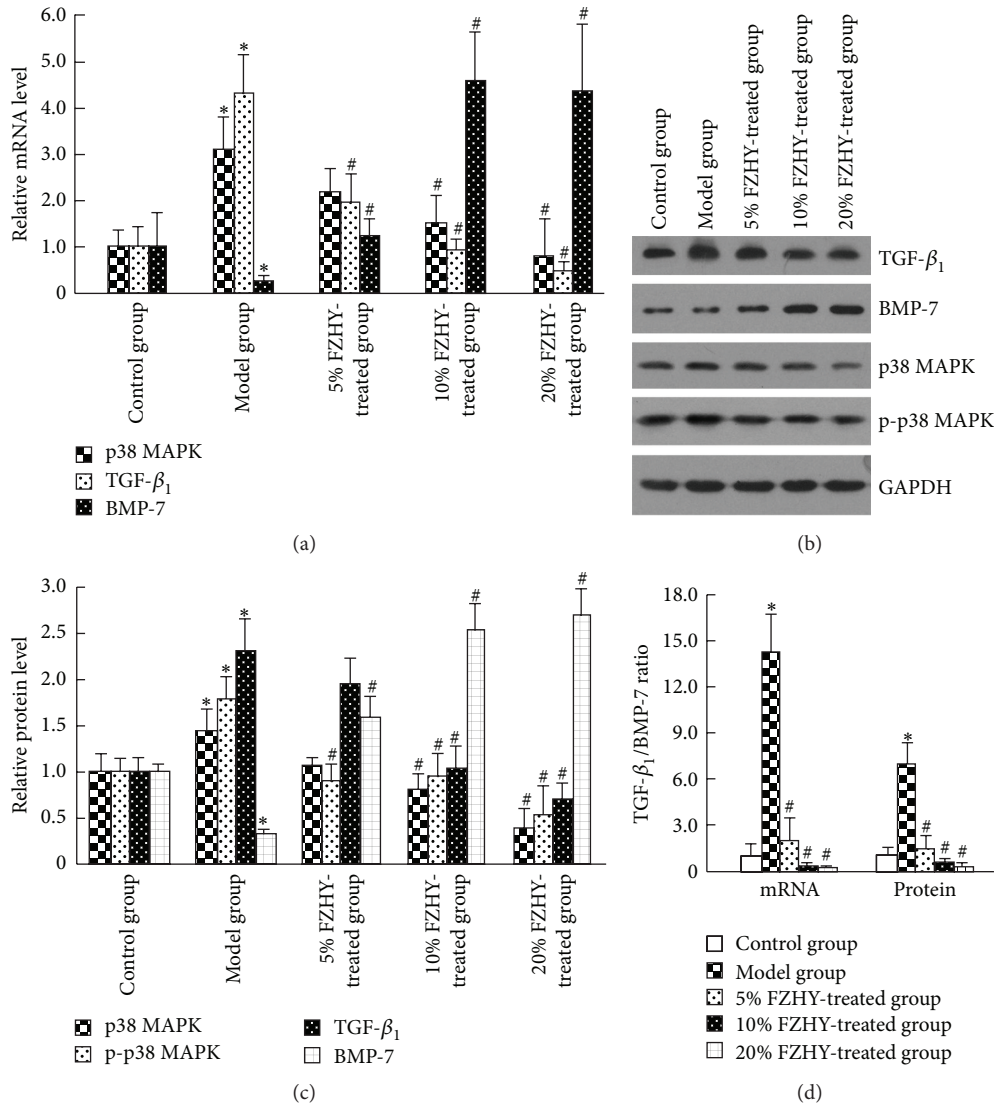 6.0
5.0
4.0
3.0
2.0
1.0
0
Relative mRNA level
* * *
# #
# # #
# # #
Control group
Model group
5% FZHY-
treated group
10% FZHY-
treated group
20% FZHY-
treated group
p38 MAPK
TGF-β1
BMP-7
(a)
Control group
Model group
5% FZHY-treated group
10% FZHY-treated group
20% FZHY-treated group
TGF-β1
BMP-7
p38 MAPK
p-p38 MAPK
GAPDH
(b)
3.0
2.5
2.0
1.5
1.0
0.5
0
Relative protein level
* * * *
# #
# # # #
# # # #
Control group
Model group
5% FZHY-
treated group
10% FZHY-
treated group
20% FZHY-
treated group
p38 MAPK
p-p38 MAPK
TGF-β1
BMP-7
(c)
18.0
15.0
12.0
9.0
6.0
3.0
0
TGF-β1/BMP-7 ratio
* # # #
* # # #
mRNA
Protein
Control group
Model group
5% FZHY-treated group
10% FZHY-treated group
20% FZHY-treated group
(d)